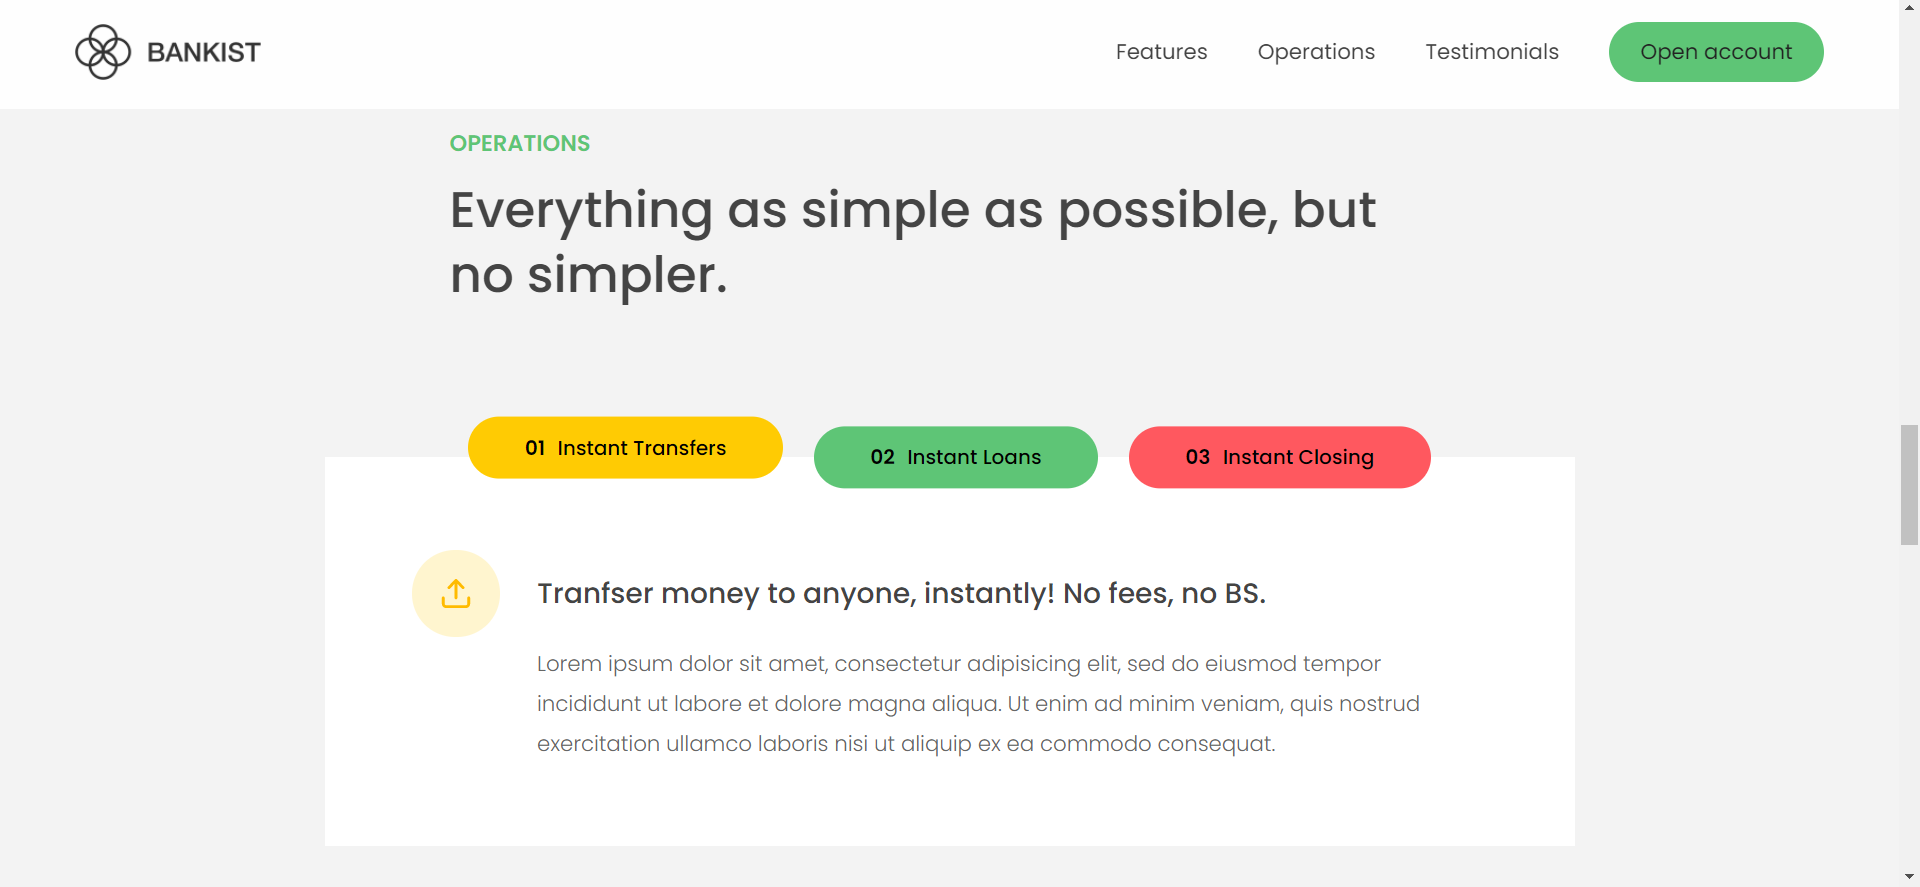 BANKIST
Features
Operations
Testimonials
Open account
OPERATIONS
Everything as simple as possible, but
no simpler.
01 Instant Transfers
02 Instant Loans
03 Instant Closing
Tranfser money to anyone, instantly! No fees, no BS.
Lorem ipsum dolor sit amet, consectetur adipisicing elit, sed do eiusmod tempor
incididunt ut labore et dolore magna aliqua. Ut enim ad minim veniam, quis nostrud
exercitation ullamco laboris nisi ut aliquip ex ea commodo consequat.